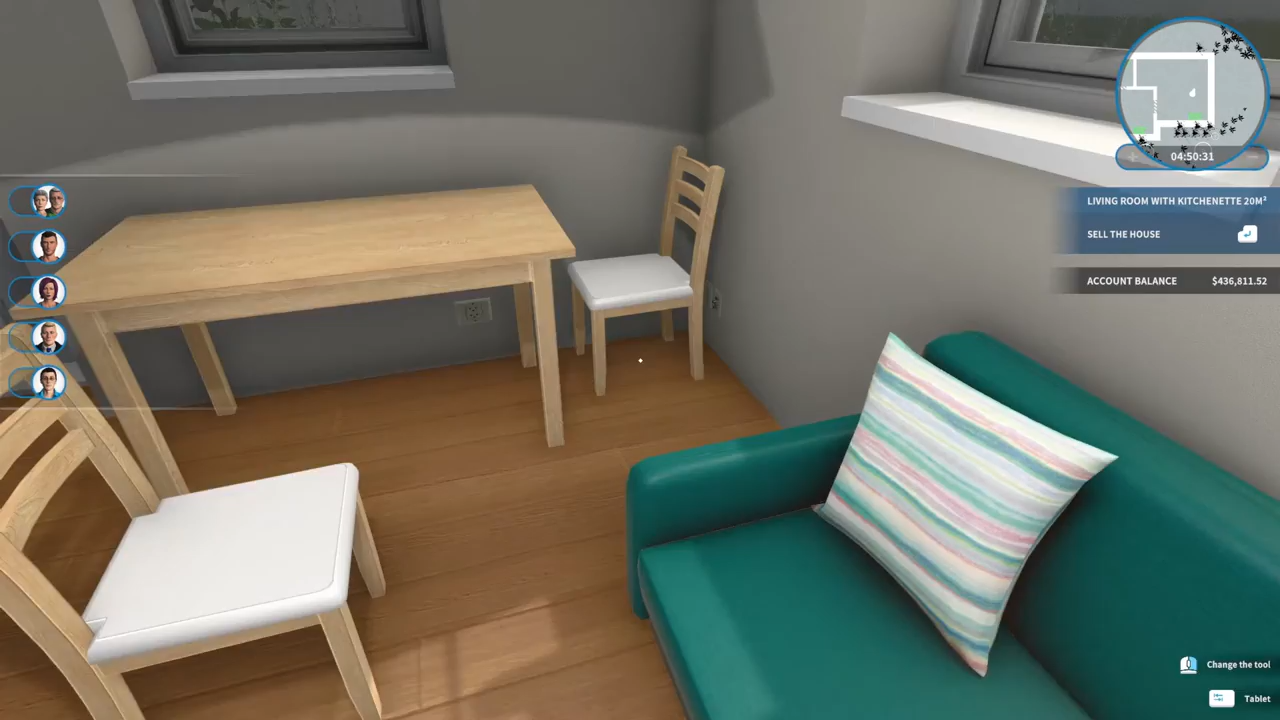 04:50:31
LIVING ROOM WITH KITCHENETTE 20M²
SELL THE HOUSE
ACCOUNT BALANCE $436,811.52
Change the tool
Tablet